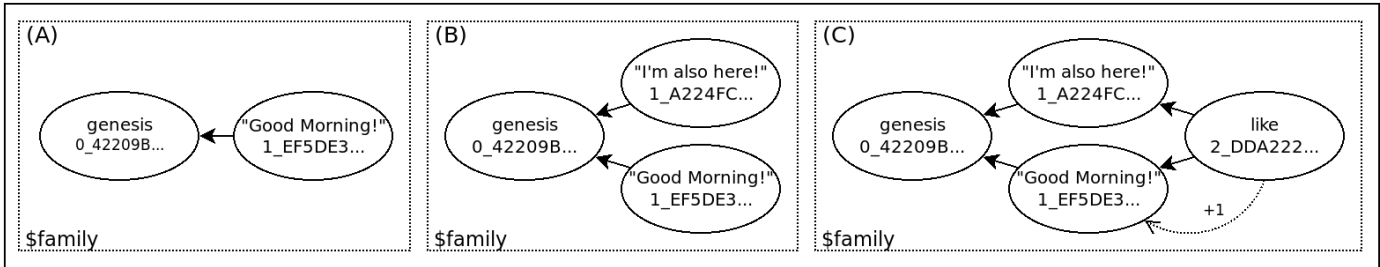 (A)
genesis
0_42209B...
"Good Morning!"
1_EF5DE3...
$family
(B)
"I'm also here!"
1_A224FC...
genesis
0_42209B...
"Good Morning!"
1_EF5DE3...
$family
(C)
"I'm also here!"
1_A224FC...
genesis
0_42209B...
like
2_DDA222...
"Good Morning!"
1_EF5DE3...
+1
$family